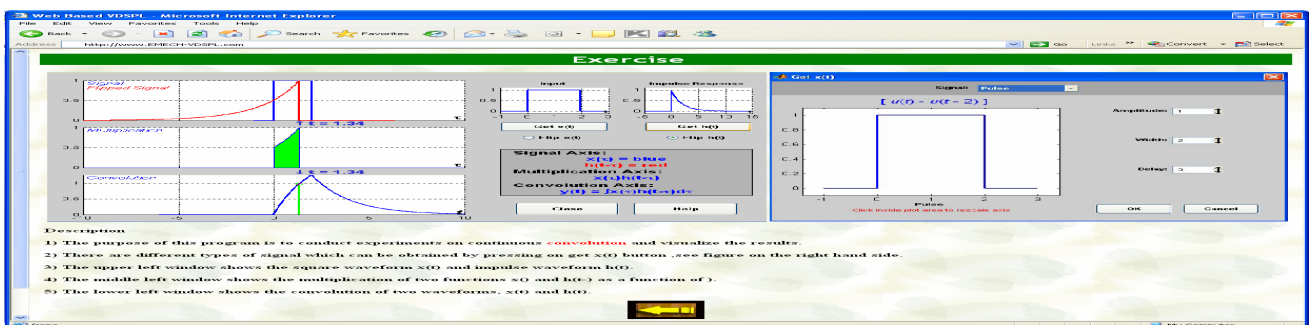 Web Based VDSPL - Microsoft Internet Explorer
File Edit View Favorites Tools Help
Back Search Favorites
Address http://www.EMECH-VDSPL.com Go Links Convert Select
Exercise
Signal
Flipped Signal
t = 1.34
Multiplication
t = 1.34
Convolution
Input
Impulse Response
Get x(t)
Get h(t)
Flip x(t)
Flip h(t)
Signal Axis:
x(τ) = blue
h(t-τ) = red
Multiplication Axis:
x(τ)h(t-τ)
Convolution Axis:
y(t) = ∫x(τ)h(t-τ)dτ
Close
Help
Get x(t)
Signal: Pulse
[ u(t) - u(t - 2) ]
Amplitude: 1
Width: 2
Delay:
Pulse
Click inside plot area to rescale axis
OK
Cancel
Description
1) The purpose of this program is to conduct experiments on continuous convolution and visualize the results.
2) There are different types of signal which can be obtained by pressing on get x(t) button ,see figure on the right hand side.
3) The upper left window shows the square waveform x(t) and impulse waveform h(t).
4) The middle left window shows the multiplication of two functions x() and h(t-) as a function of ).
5) The lower left window shows the convolution of two waveforms, x(t) and h(t).
Done
My Computer